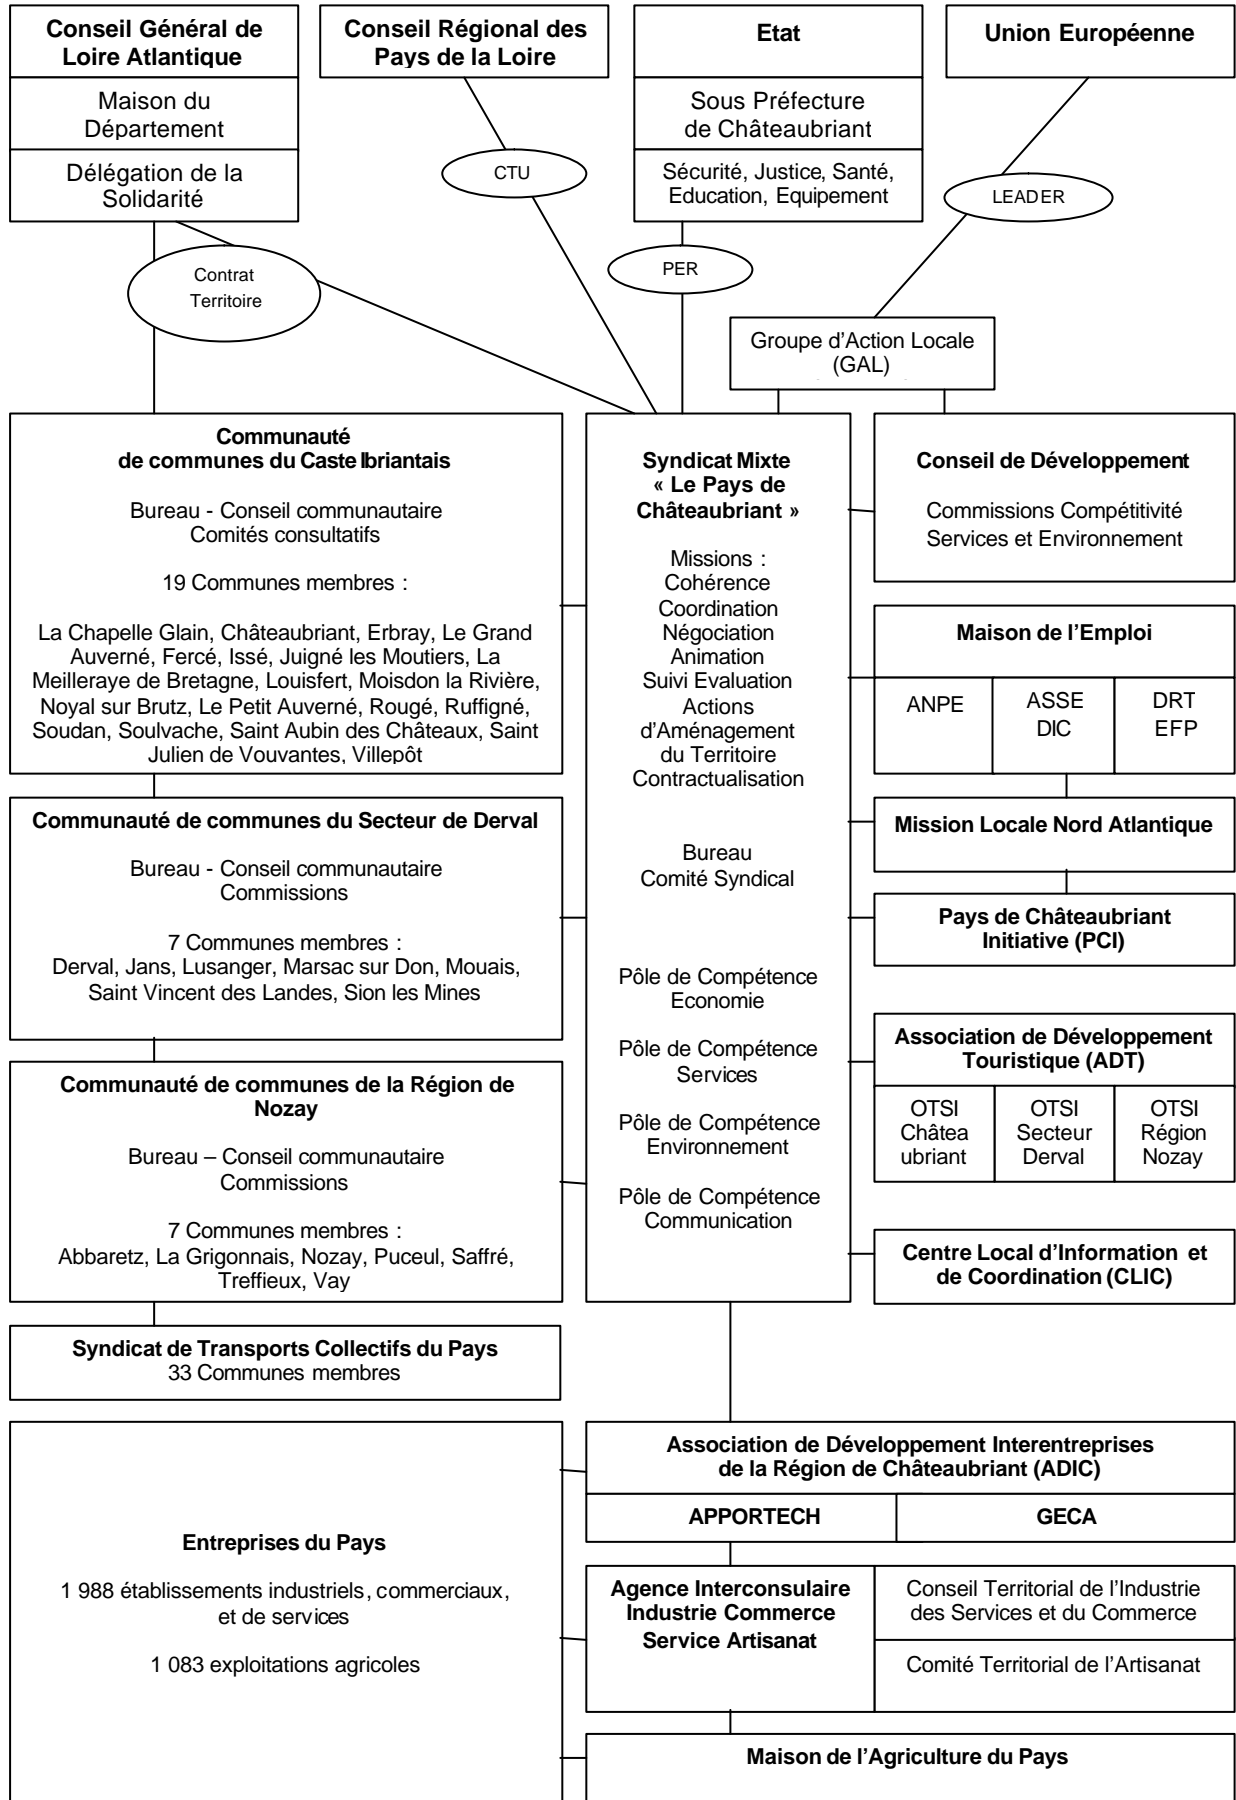 Conseil Général de
Loire Atlantique
Maison du
Département
Délégation de la
Solidarité
Conseil Régional des
Pays de la Loire
Etat
Sous Préfecture
de Châteaubriant
Sécurité, Justice, Santé,
Education, Equipement
Union Européenne
CTU
LEADER
Contrat
Territoire
PER
Groupe d'Action Locale
(GAL)
Communauté
de communes du Castelbriantais
Bureau - Conseil communautaire
Comités consultatifs
19 Communes membres :
La Chapelle Glain, Châteaubriant, Erbray, Le Grand
Auverné, Fercé, Issé, Juigné les Moutiers, La
Meilleraye de Bretagne, Louisfert, Moisdon la Rivière,
Noyal sur Brutz, Le Petit Auverné, Rougé, Ruffigné,
Soudan, Soulvache, Saint Aubin des Châteaux, Saint
Julien de Vouvantes, Villepôt
Communauté de communes du Secteur de Derval
Bureau - Conseil communautaire
Commissions
7 Communes membres :
Derval, Jans, Lusanger, Marsac sur Don, Mouais,
Saint Vincent des Landes, Sion les Mines
Communauté de communes de la Région de
Nozay
Bureau – Conseil communautaire
Commissions
7 Communes membres :
Abbaretz, La Grigonnais, Nozay, Puceul, Saffré,
Treffieux, Vay
Syndicat de Transports Collectifs du Pays
33 Communes membres
Syndicat Mixte
« Le Pays de
Châteaubriant »
Missions :
Cohérence
Coordination
Négociation
Animation
Suivi Evaluation
Actions
d'Aménagement
du Territoire
Contractualisation
Bureau
Comité Syndical
Pôle de Compétence
Economie
Pôle de Compétence
Services
Pôle de Compétence
Environnement
Pôle de Compétence
Communication
Conseil de Développement
Commissions Compétitivité
Services et Environnement
Maison de l'Emploi
ANPE
ASSE
DIC
DRT
EFP
Mission Locale Nord Atlantique
Pays de Châteaubriant
Initiative (PCI)
Association de Développement
Touristique (ADT)
OTSI
Châtea
ubriant
OTSI
Secteur
Derval
OTSI
Région
Nozay
Centre Local d'Information et
de Coordination (CLIC)
Entreprises du Pays
1 988 établissements industriels, commerciaux,
et de services
1 083 exploitations agricoles
Association de Développement Interentreprises
de la Région de Châteaubriant (ADIC)
APPORTECH
GECA
Agence Interconsulaire
Industrie Commerce
Service Artisanat
Conseil Territorial de l'Industrie
des Services et du Commerce
Comité Territorial de l'Artisanat
Maison de l'Agriculture du Pays